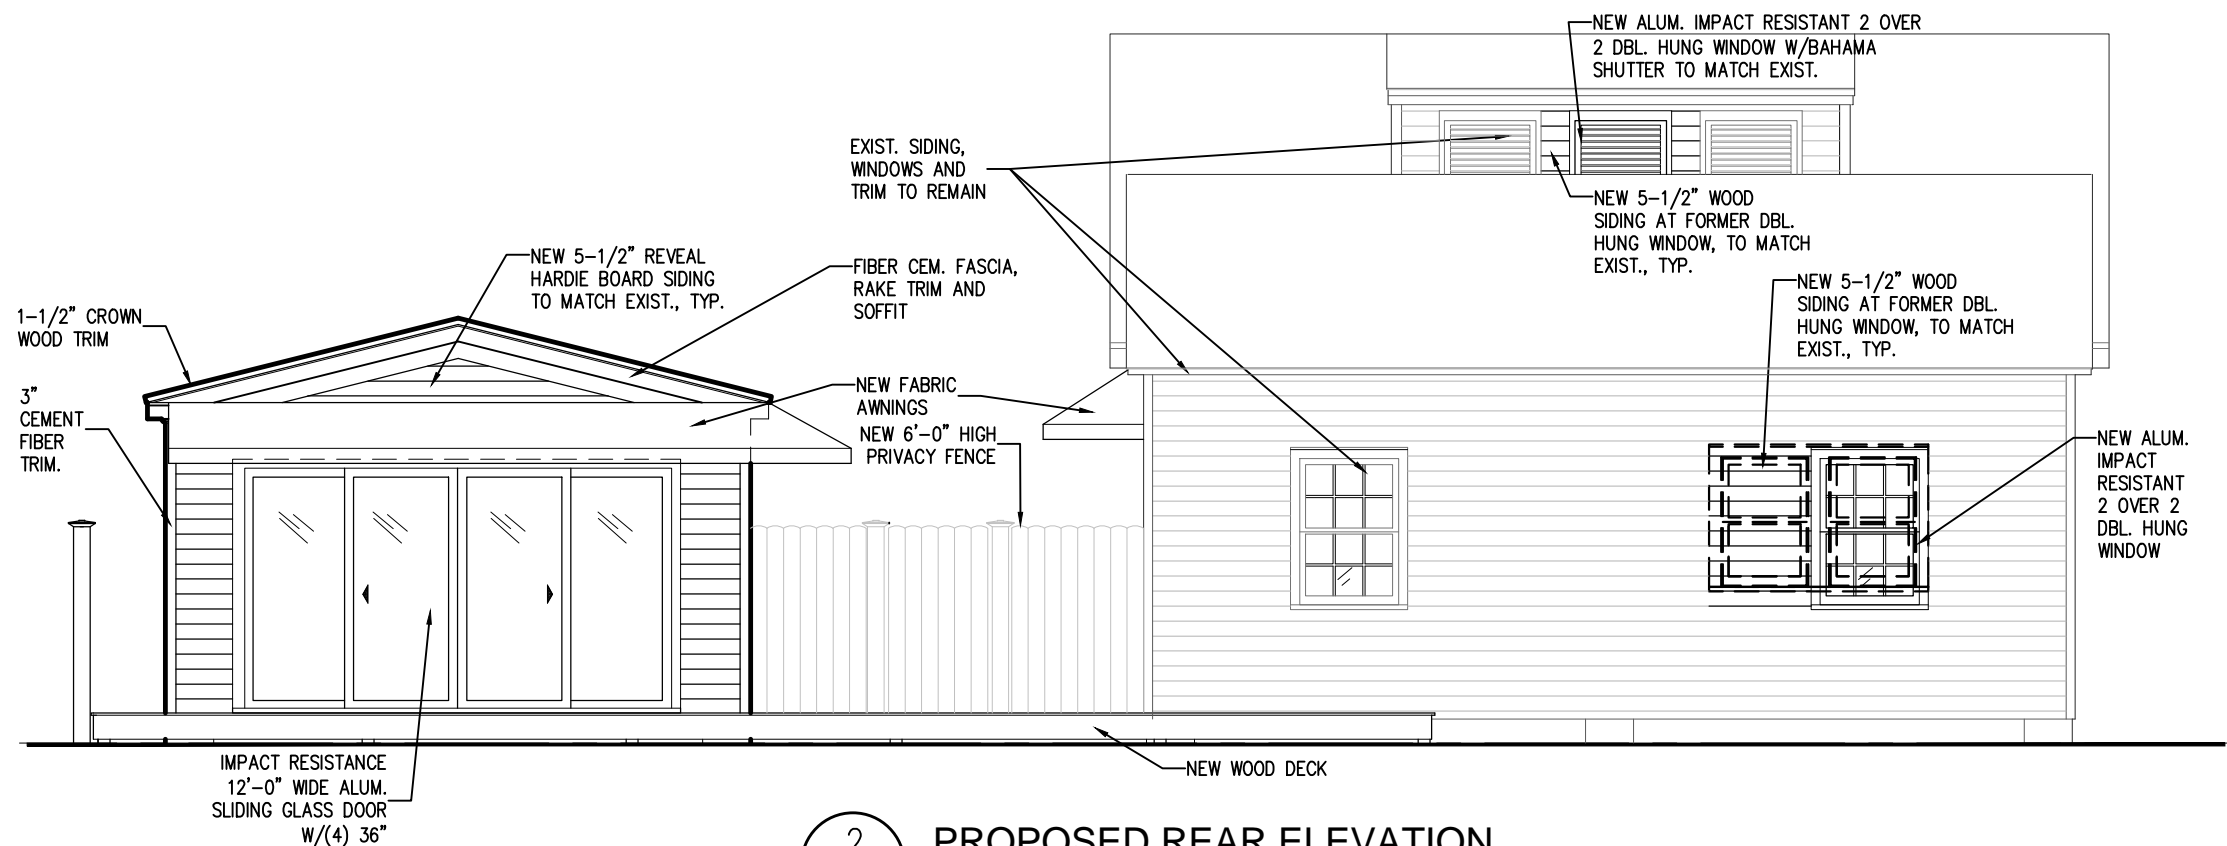 NEW ALUM. IMPACT RESISTANT 2 OVER
2 DBL. HUNG WINDOW W/BAHAMA
SHUTTER TO MATCH EXIST.
EXIST. SIDING,
WINDOWS AND
TRIM TO REMAIN
NEW 5-1/2" WOOD
SIDING AT FORMER DBL.
HUNG WINDOW, TO MATCH
EXIST., TYP.
NEW 5-1/2" REVEAL
HARDIE BOARD SIDING
TO MATCH EXIST., TYP.
FIBER CEM. FASCIA,
RAKE TRIM AND
SOFFIT
NEW 5-1/2" WOOD
SIDING AT FORMER DBL.
HUNG WINDOW, TO MATCH
EXIST., TYP.
1-1/2" CROWN
WOOD TRIM
3"
CEMENT
FIBER
TRIM.
NEW FABRIC
AWNINGS
NEW 6'-0" HIGH
PRIVACY FENCE
NEW ALUM.
IMPACT
RESISTANT
2 OVER 2
DBL. HUNG
WINDOW
IMPACT RESISTANCE
12'-0" WIDE ALUM.
SLIDING GLASS DOOR
W/(4) 36"
NEW WOOD DECK
2
PROPOSED REAR ELEVATION